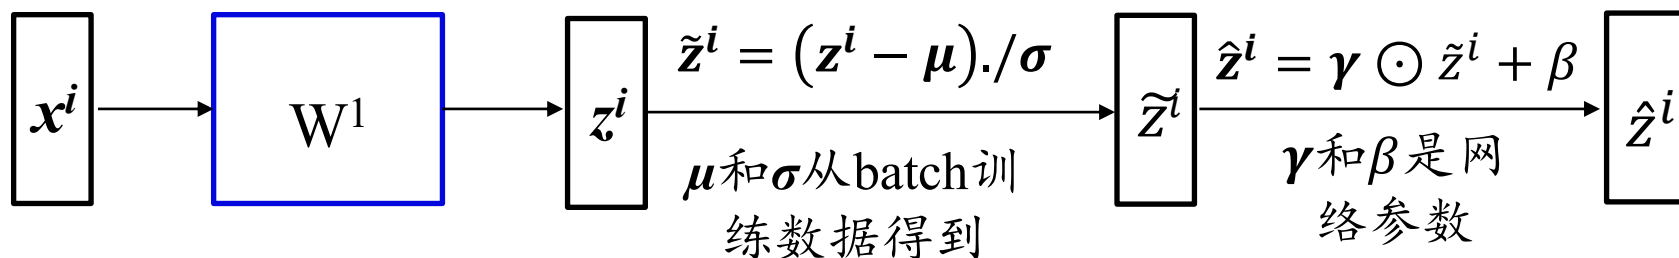 xⁱ
W¹
zⁱ
z̃ⁱ = (zⁱ − μ)./σ
μ和σ从batch训
练数据得到
z̃ⁱ
ẑⁱ = γ ⊙ z̃ⁱ + β
γ和β是网
络参数
ẑⁱ